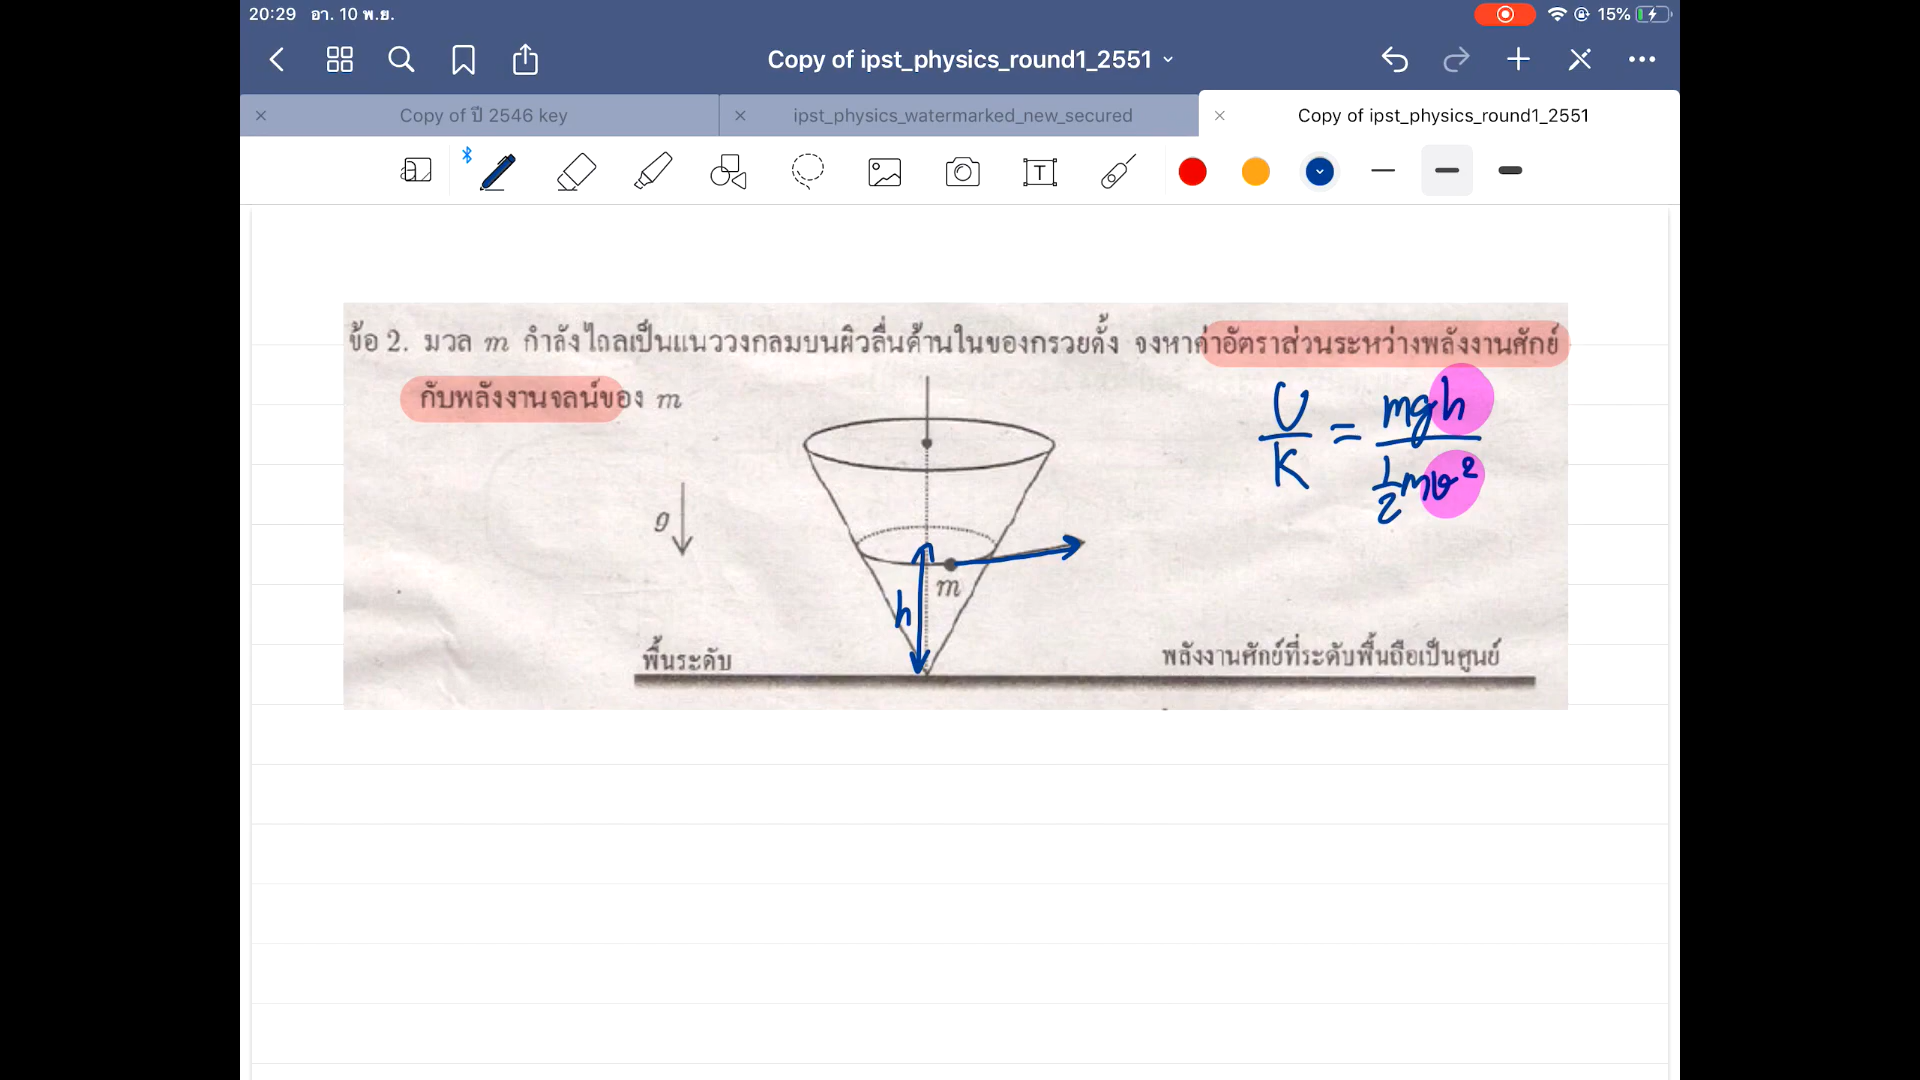 20:29 อา. 10 พ.ย.
15%
Copy of ipst_physics_round1_2551
Copy of ปี 2546 key
ipst_physics_watermarked_new_secured
Copy of ipst_physics_round1_2551
T
ข้อ 2. มวล m กำลังไถลเป็นแนววงกลมบนผิวลื่นด้านในของกรวยตั้ง จงหาค่าอัตราส่วนระหว่างพลังงานศักย์
กับพลังงานจลน์ของ m
U/K = mgh / ½mv²
g
m
h
พื้นระดับ
พลังงานศักย์ที่ระดับพื้นถือเป็นศูนย์